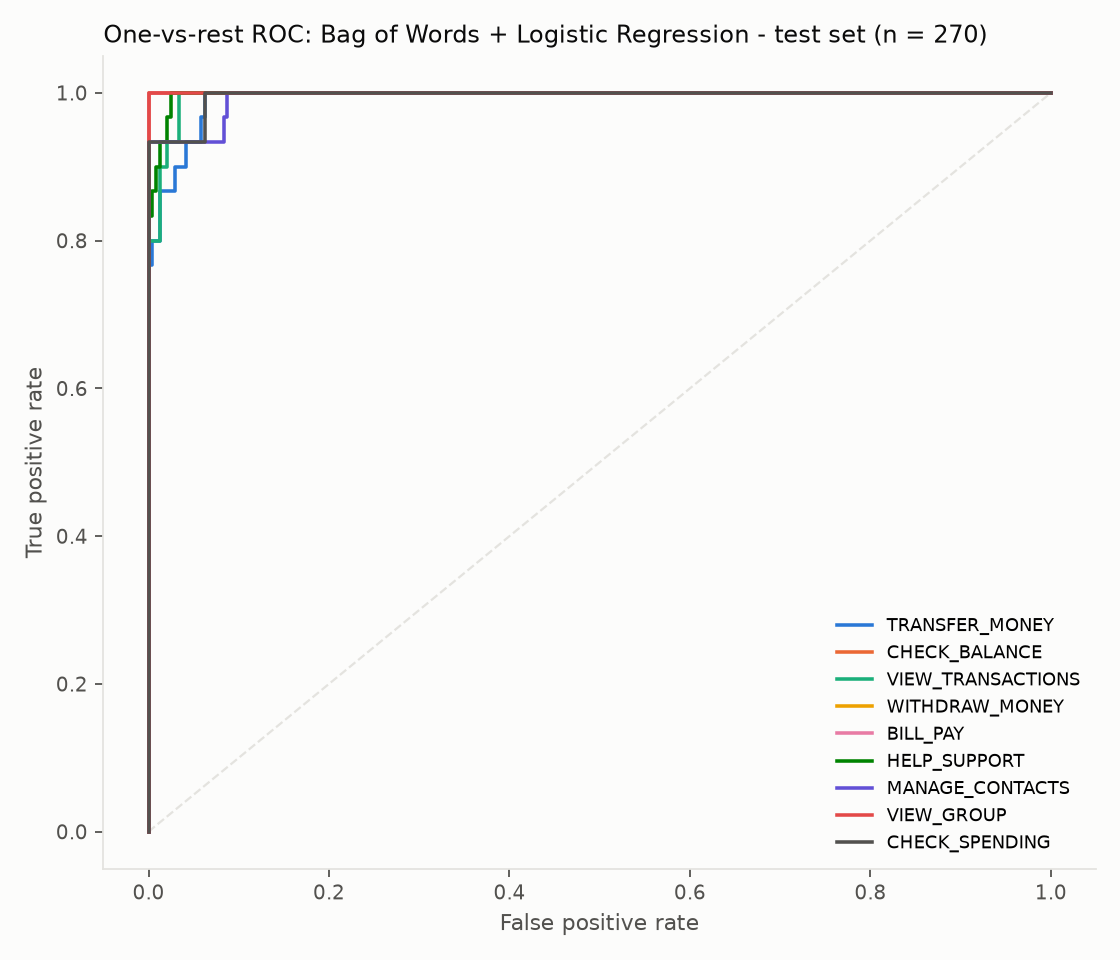 One-vs-rest ROC: Bag of Words + Logistic Regression - test set (n = 270)
True positive rate
1.0
0.8
0.6
0.4
0.2
0.0
TRANSFER_MONEY
CHECK_BALANCE
VIEW_TRANSACTIONS
WITHDRAW_MONEY
BILL_PAY
HELP_SUPPORT
MANAGE_CONTACTS
VIEW_GROUP
CHECK_SPENDING
0.0 0.2 0.4 0.6 0.8 1.0
False positive rate